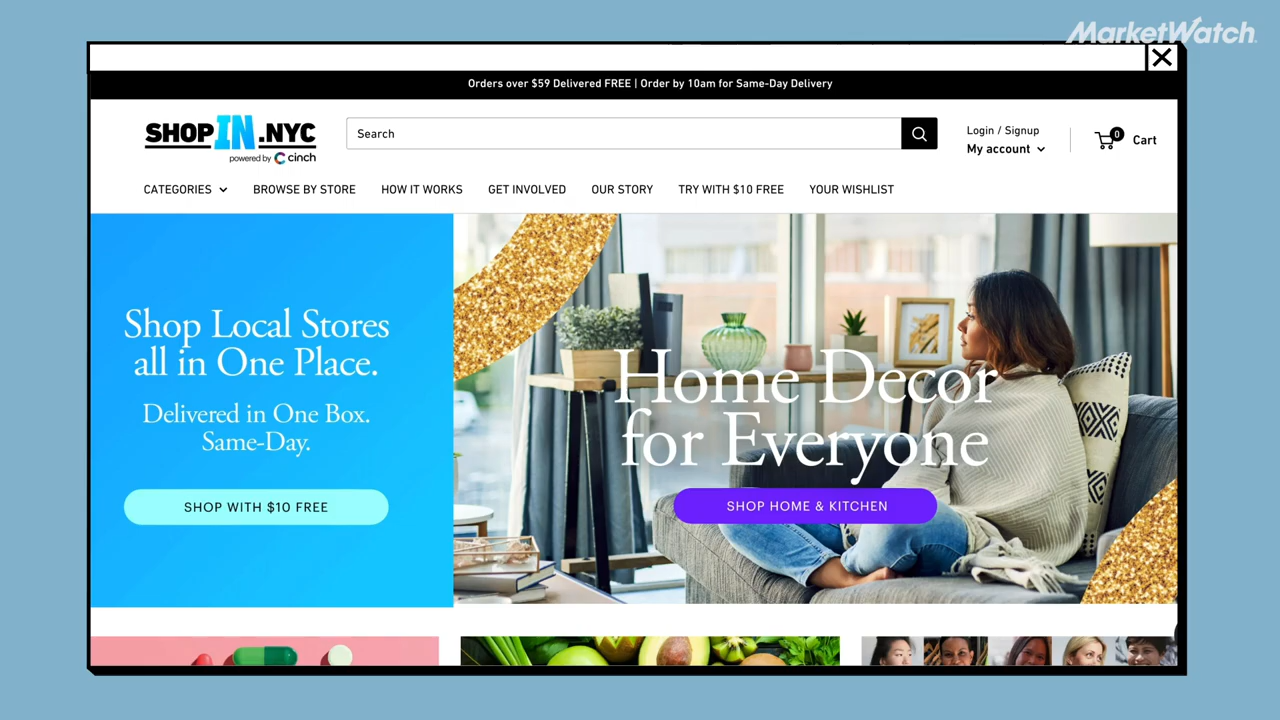 MarketWatch
Orders over $59 Delivered FREE | Order by 10am for Same-Day Delivery
SHOPIN.NYC
powered by cinch
Search
Login / Signup
My account
0
Cart
CATEGORIES
BROWSE BY STORE
HOW IT WORKS
GET INVOLVED
OUR STORY
TRY WITH $10 FREE
YOUR WISHLIST
Shop Local Stores
all in One Place.
Delivered in One Box.
Same-Day.
SHOP WITH $10 FREE
Home Decor
for Everyone
SHOP HOME & KITCHEN